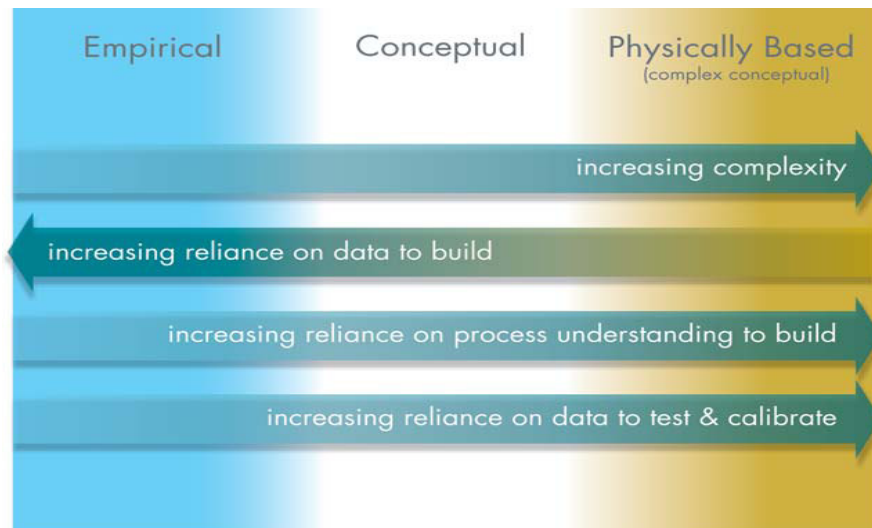 Empirical
Conceptual
Physically Based
(complex conceptual)
increasing complexity
increasing reliance on data to build
increasing reliance on process understanding to build
increasing reliance on data to test & calibrate